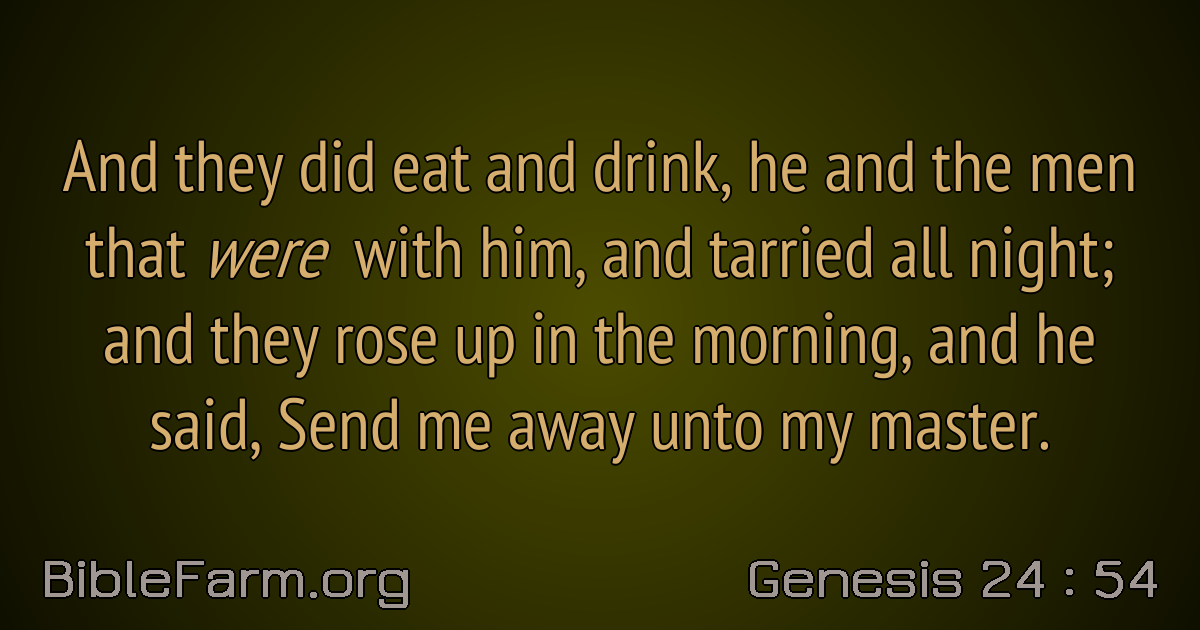 And they did eat and drink, he and the men
that were with him, and tarried all night;
and they rose up in the morning, and he
said, Send me away unto my master.
BibleFarm.org
Genesis 24 : 54